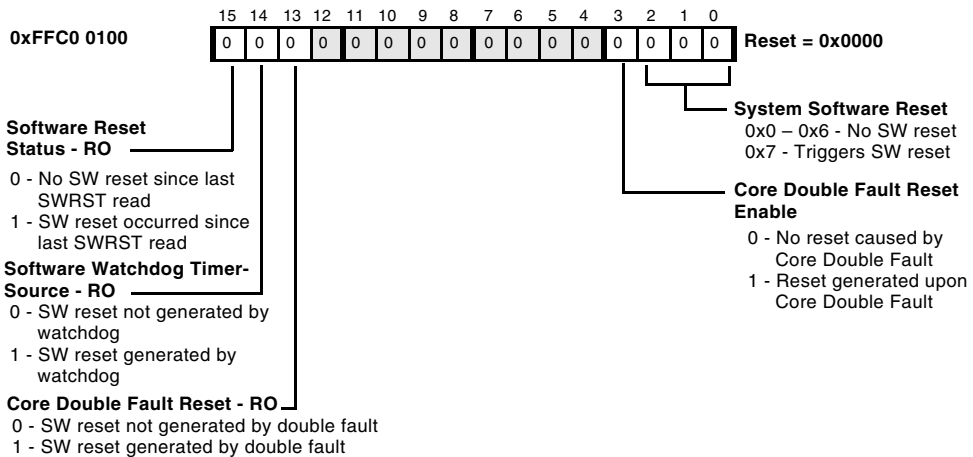 15 14 13 12 11 10 9 8 7 6 5 4 3 2 1 0
0xFFC0 0100
0 0 0 0 0 0 0 0 0 0 0 0 0 0 0 0
Reset = 0x0000
Software Reset
Status - RO
0 - No SW reset since last
SWRST read
1 - SW reset occurred since
last SWRST read
Software Watchdog Timer-
Source - RO
0 - SW reset not generated by
watchdog
1 - SW reset generated by
watchdog
Core Double Fault Reset - RO
0 - SW reset not generated by double fault
1 - SW reset generated by double fault
System Software Reset
0x0 – 0x6 - No SW reset
0x7 - Triggers SW reset
Core Double Fault Reset
Enable
0 - No reset caused by
Core Double Fault
1 - Reset generated upon
Core Double Fault